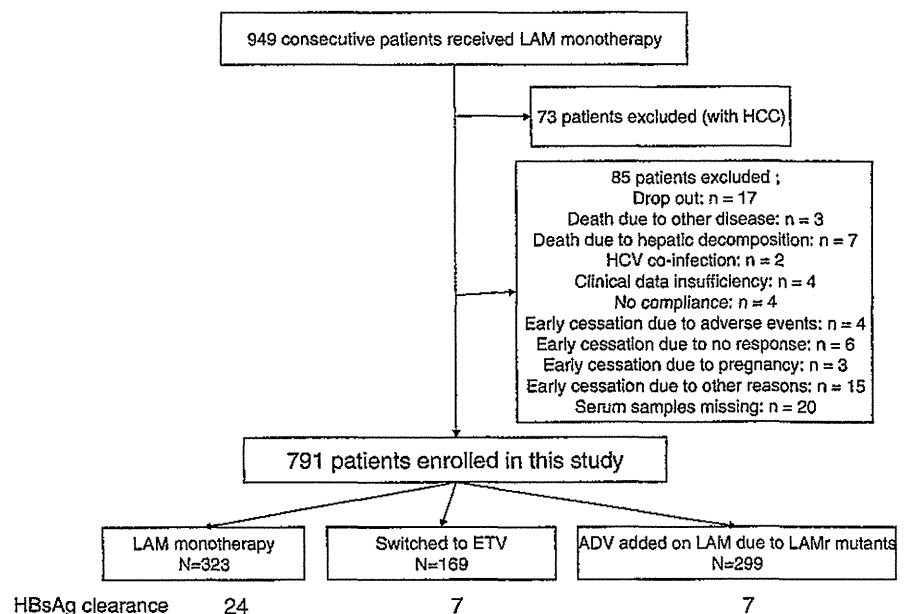 949 consecutive patients received LAM monotherapy
73 patients excluded (with HCC)
85 patients excluded ;
Drop out: n = 17
Death due to other disease: n = 3
Death due to hepatic decomposition: n = 7
HCV co-infection: n = 2
Clinical data insufficiency: n = 4
No compliance: n = 4
Early cessation due to adverse events: n = 4
Early cessation due to no response: n = 6
Early cessation due to pregnancy: n = 3
Early cessation due to other reasons: n = 15
Serum samples missing: n = 20
791 patients enrolled in this study
LAM monotherapy
N=323
Switched to ETV
N=169
ADV added on LAM due to LAMr mutants
N=299
HBsAg clearance 24 7 7